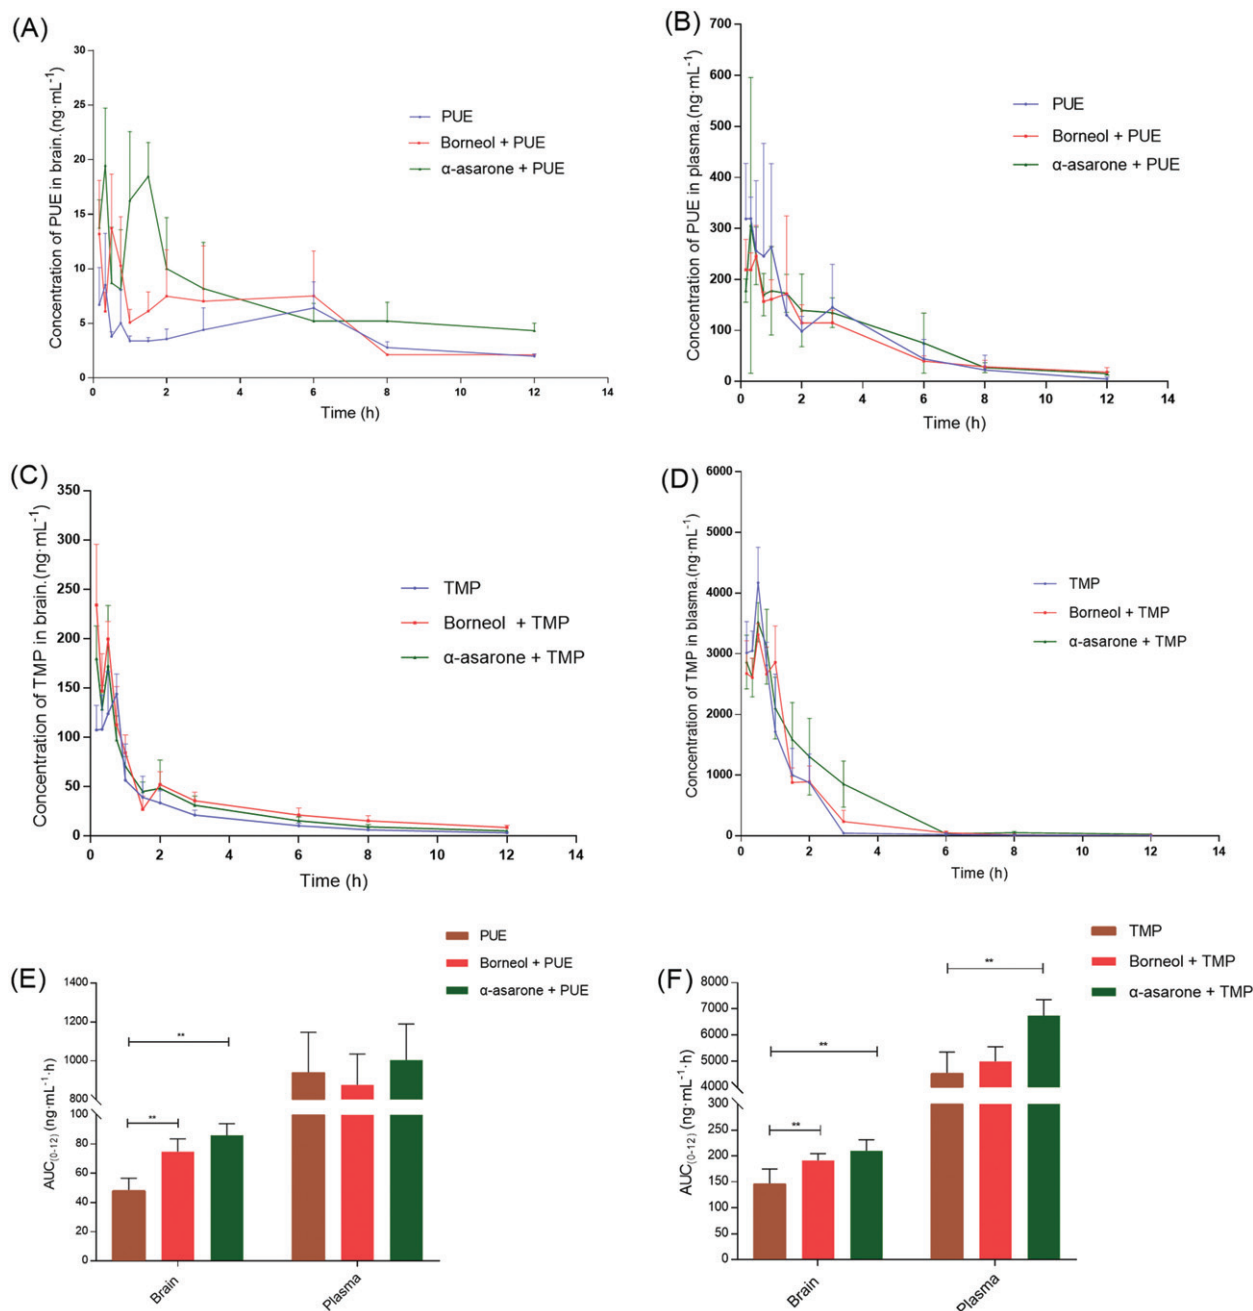 (A)
Concentration of PUE in brain.(ng·mL⁻¹)
30
25
20
15
10
5
0
0 2 4 6 8 10 12 14
Time (h)
PUE
Borneol + PUE
α-asarone + PUE
(B)
Concentration of PUE in plasma.(ng·mL⁻¹)
700
600
500
400
300
200
100
0
0 2 4 6 8 10 12 14
Time (h)
PUE
Borneol + PUE
α-asarone + PUE
(C)
Concentration of TMP in brain.(ng·mL⁻¹)
350
300
250
200
150
100
50
0
0 2 4 6 8 10 12 14
Time (h)
TMP
Borneol + TMP
α-asarone + TMP
(D)
Concentration of TMP in blasma.(ng·mL⁻¹)
6000
5000
4000
3000
2000
1000
0
0 2 4 6 8 10 12 14
Time (h)
TMP
Borneol + TMP
α-asarone + TMP
(E)
PUE
Borneol + PUE
α-asarone + PUE
AUC(0-12) (ng·mL⁻¹·h)
1400
1200
1000
800
100
80
60
40
20
0
**
**
Brain
Plasma
(F)
TMP
Borneol + TMP
α-asarone + TMP
AUC(0-12) (ng·mL⁻¹·h)
8000
7000
6000
5000
4000
300
250
200
150
100
50
0
**
**
**
Brain
Plasma